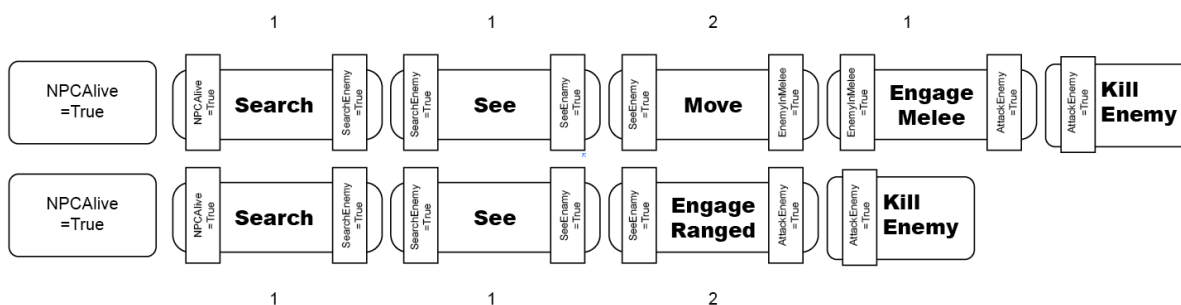 1 1 2 1
NPCAlive
=True
NPCAlive
=True
Search
SearchEnemy
=True
SearchEnemy
=True
See
SeeEnamy
=True
SeeEnemy
=True
Move
EnemyInMelee
=True
EnemyInMelee
=True
Engage
Melee
AttackEnemy
=True
AttackEnemy
=True
Kill
Enemy
NPCAlive
=True
NPCAlive
=True
Search
SearchEnemy
=True
SearchEnemy
=True
See
SeeEnamy
=True
SeeEnemy
=True
Engage
Ranged
AttackEnemy
=True
AttackEnemy
=True
Kill
Enemy
1 1 2